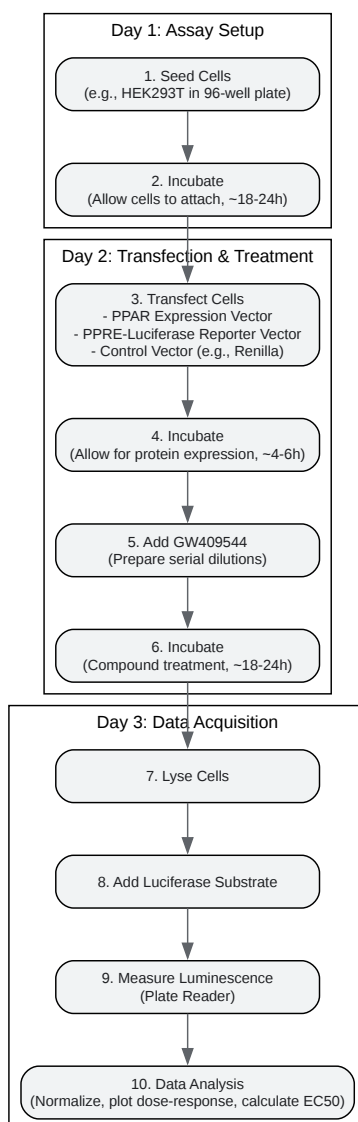 Day 1: Assay Setup
1. Seed Cells
(e.g., HEK293T in 96-well plate)
2. Incubate
(Allow cells to attach, ~18-24h)
Day 2: Transfection & Treatment
3. Transfect Cells
- PPAR Expression Vector
- PPRE-Luciferase Reporter Vector
- Control Vector (e.g., Renilla)
4. Incubate
(Allow for protein expression, ~4-6h)
5. Add GW409544
(Prepare serial dilutions)
6. Incubate
(Compound treatment, ~18-24h)
Day 3: Data Acquisition
7. Lyse Cells
8. Add Luciferase Substrate
9. Measure Luminescence
(Plate Reader)
10. Data Analysis
(Normalize, plot dose-response, calculate EC50)